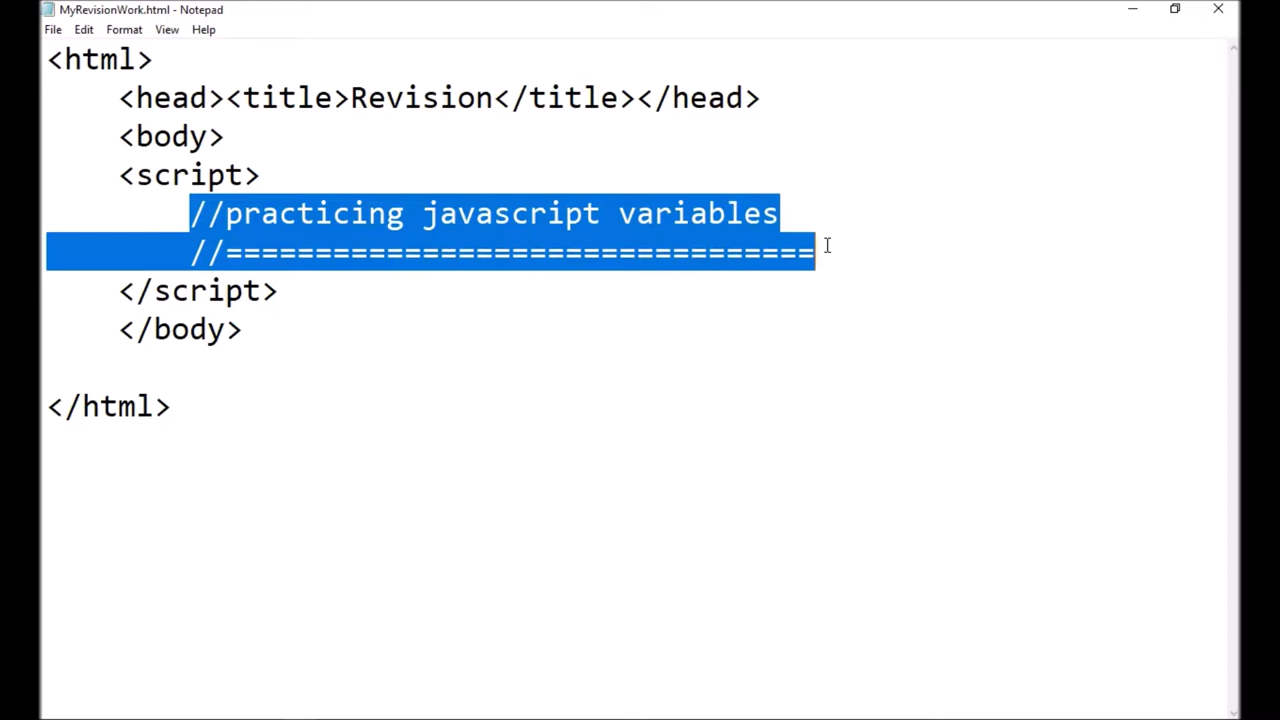 MyRevisionWork.html - Notepad
File Edit Format View Help
<html>
<head><title>Revision</title></head>
<body>
<script>
//practicing javascript variables
//=================================
</script>
</body>
</html>